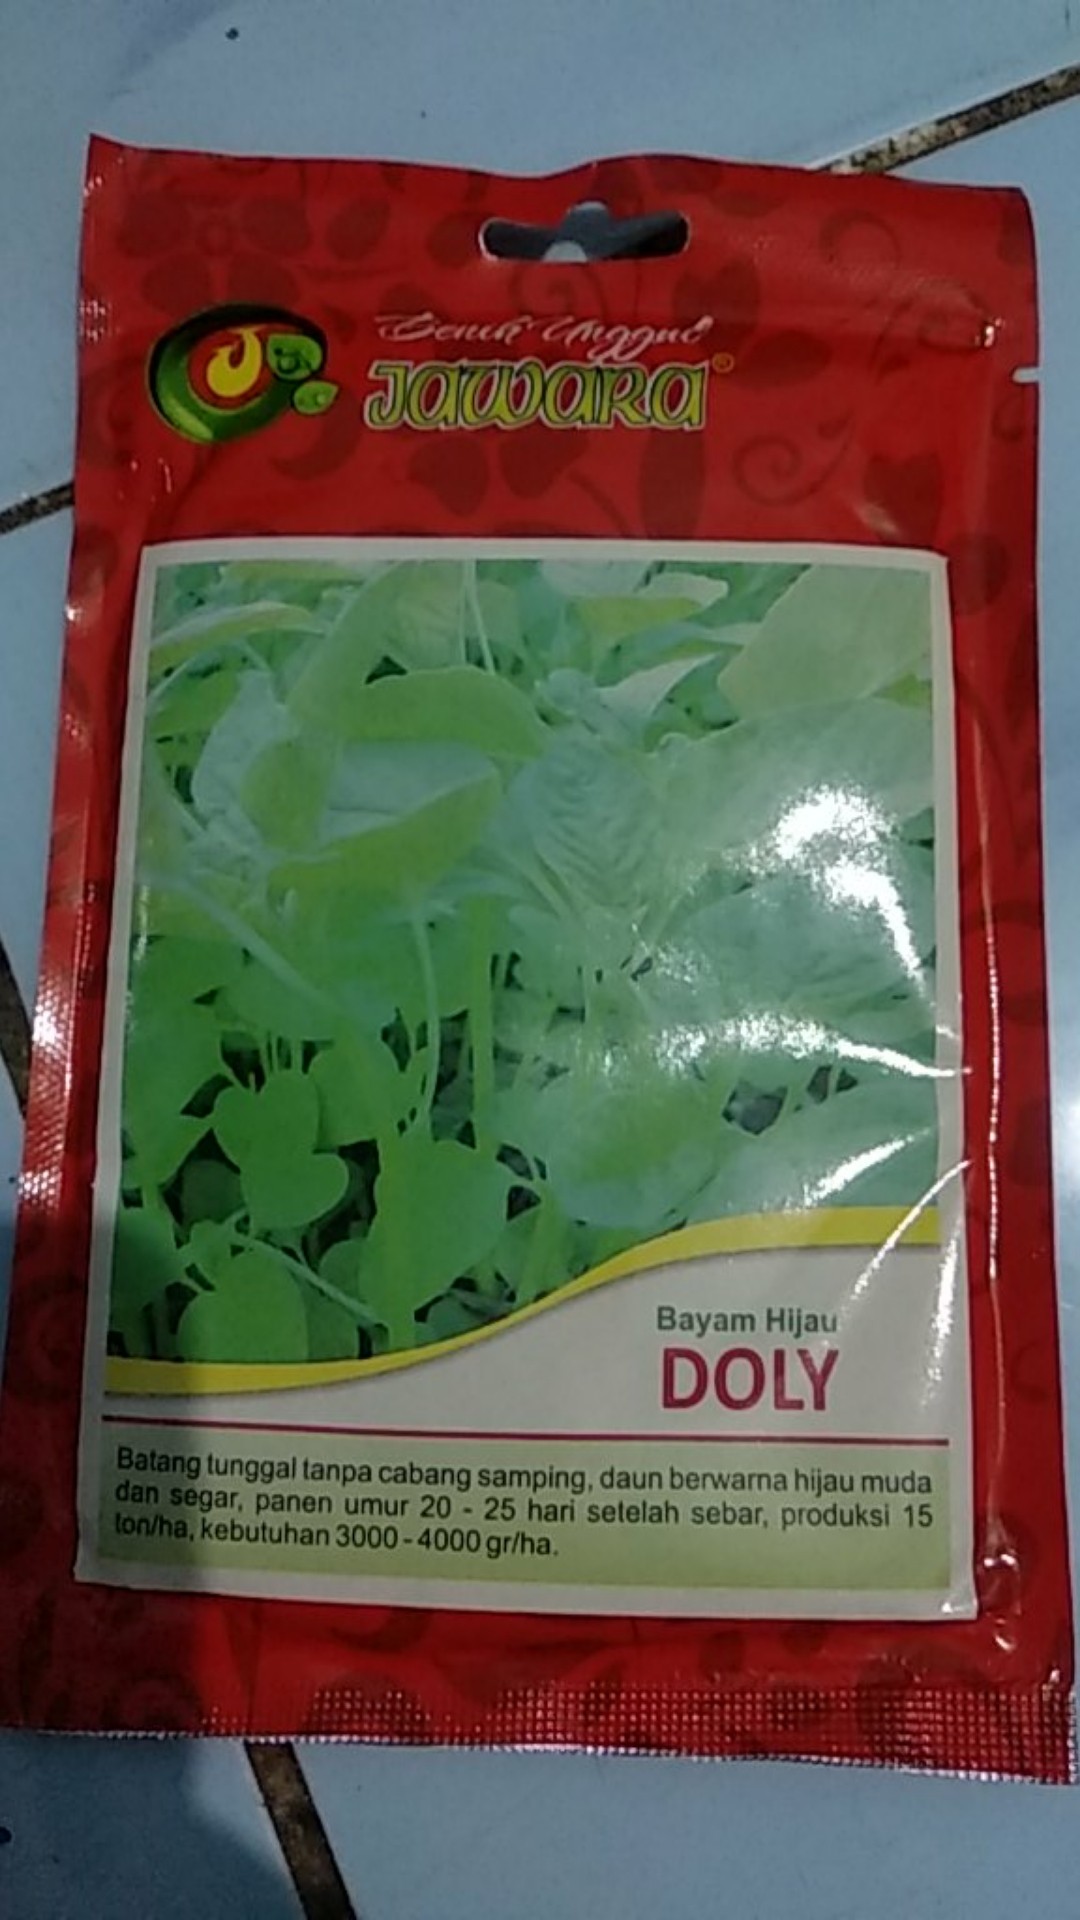 Benih Unggul
JAWARA®
Bayam Hijau
DOLY
Batang tunggal tanpa cabang samping, daun berwarna hijau muda
dan segar, panen umur 20 - 25 hari setelah sebar, produksi 15
ton/ha, kebutuhan 3000 - 4000 gr/ha.